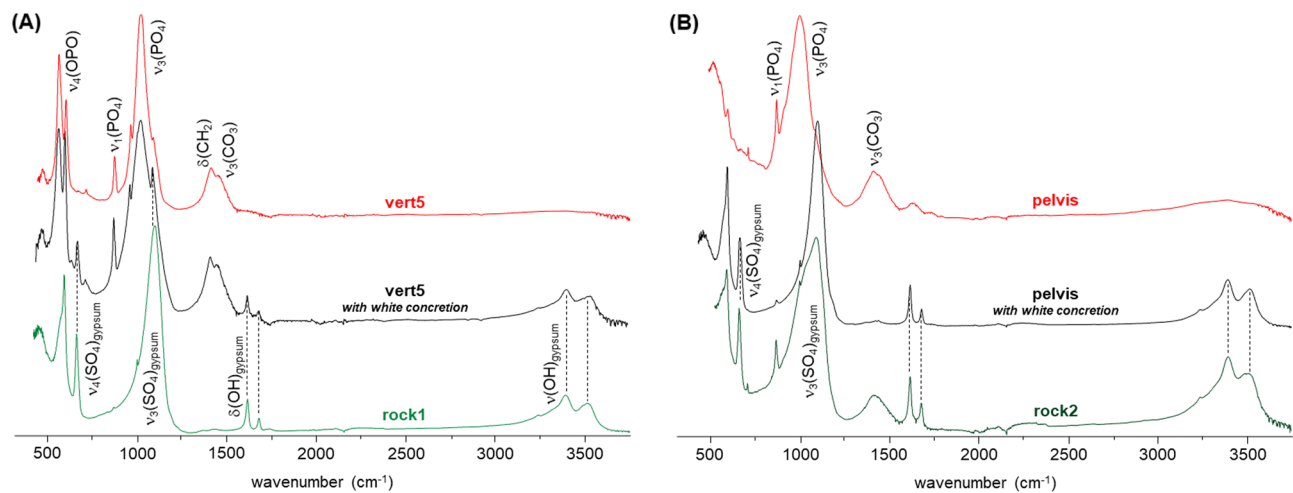 (A)
ν4(OPO)
ν1(PO4)
ν3(PO4)
δ(CH2)
ν3(CO3)
vert5
vert5
with white concretion
ν4(SO4)gypsum
ν3(SO4)gypsum
δ(OH)gypsum
ν(OH)gypsum
rock1
500 1000 1500 2000 2500 3000 3500
wavenumber (cm-1)
(B)
ν1(PO4)
ν3(PO4)
ν3(CO3)
pelvis
pelvis
with white concretion
ν4(SO4)gypsum
ν3(SO4)gypsum
rock2
500 1000 1500 2000 2500 3000 3500
wavenumber (cm-1)